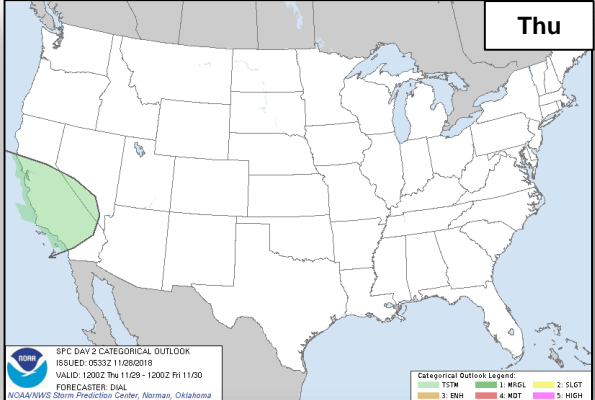 Thu
SPC DAY 2 CATEGORICAL OUTLOOK
ISSUED: 0533Z 11/28/2018
VALID: 1200Z Thu 11/29 - 1200Z Fri 11/30
FORECASTER: DIAL
NOAA/NWS Storm Prediction Center, Norman, Oklahoma
NOAA
Categorical Outlook Legend:
TSTM 1: MRGL 2: SLGT
3: ENH 4: MDT 5: HIGH